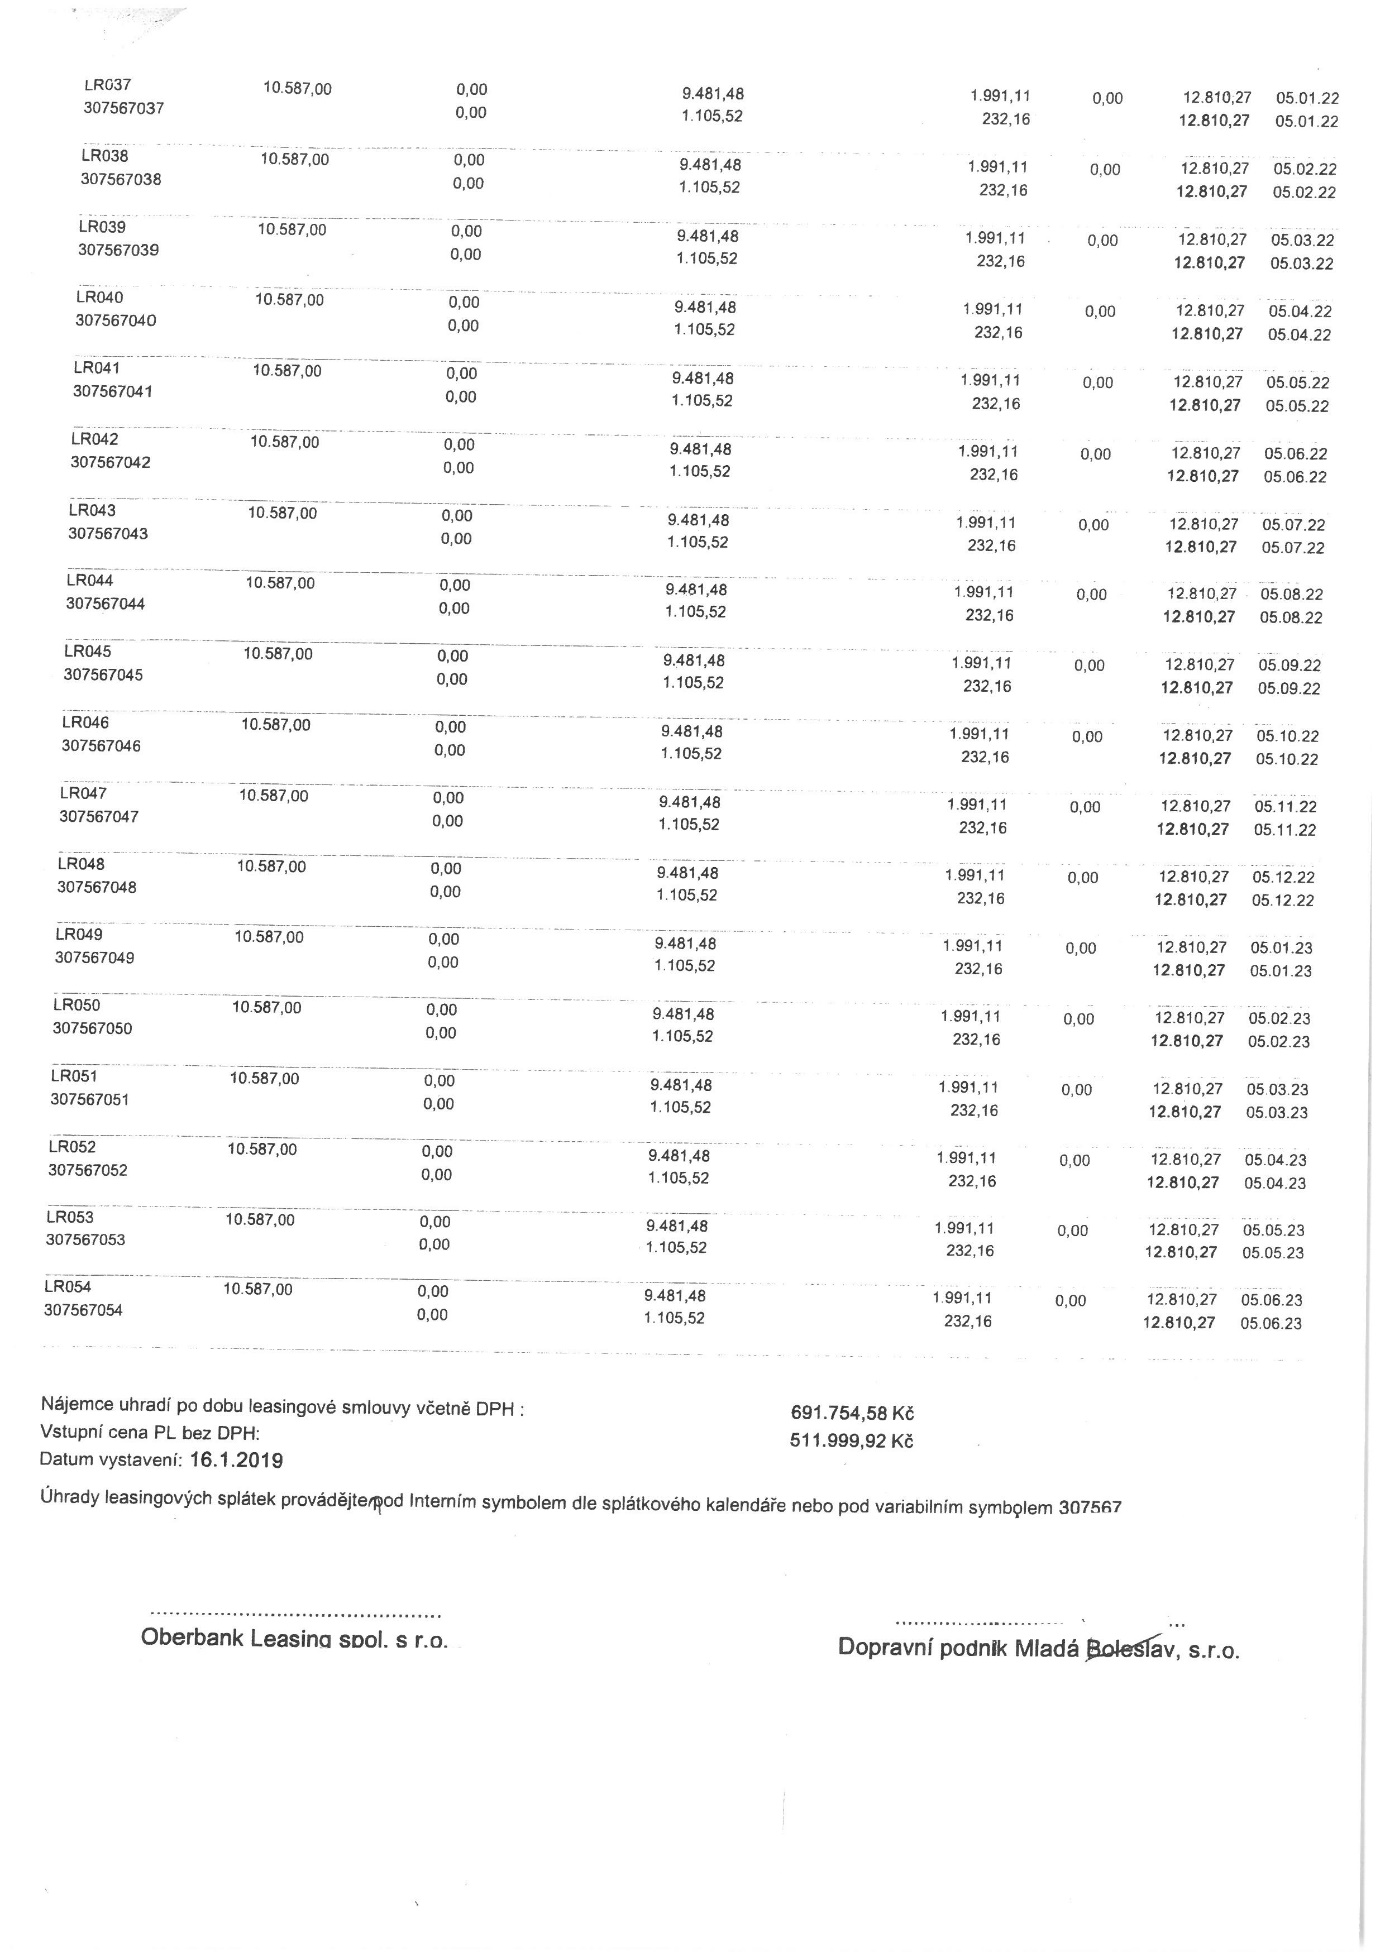 LR037 10.587,00 0,00 9.481,48 1.991,11 0,00 12.810,27 05.01.22
307567037 0,00 1.105,52 232,16 12.810,27 05.01.22
LR038 10.587,00 0,00 9.481,48 1.991,11 0,00 12.810,27 05.02.22
307567038 0,00 1.105,52 232,16 12.810,27 05.02.22
LR039 10.587,00 0,00 9.481,48 1.991,11 0,00 12.810,27 05.03.22
307567039 0,00 1.105,52 232,16 12.810,27 05.03.22
LR040 10.587,00 0,00 9.481,48 1.991,11 0,00 12.810,27 05.04.22
307567040 0,00 1.105,52 232,16 12.810,27 05.04.22
LR041 10.587,00 0,00 9.481,48 1.991,11 0,00 12.810,27 05.05.22
307567041 0,00 1.105,52 232,16 12.810,27 05.05.22
LR042 10.587,00 0,00 9.481,48 1.991,11 0,00 12.810,27 05.06.22
307567042 0,00 1.105,52 232,16 12.810,27 05.06.22
LR043 10.587,00 0,00 9.481,48 1.991,11 0,00 12.810,27 05.07.22
307567043 0,00 1.105,52 232,16 12.810,27 05.07.22
LR044 10.587,00 0,00 9.481,48 1.991,11 0,00 12.810,27 05.08.22
307567044 0,00 1.105,52 232,16 12.810,27 05.08.22
LR045 10.587,00 0,00 9.481,48 1.991,11 0,00 12.810,27 05.09.22
307567045 0,00 1.105,52 232,16 12.810,27 05.09.22
LR046 10.587,00 0,00 9.481,48 1.991,11 0,00 12.810,27 05.10.22
307567046 0,00 1.105,52 232,16 12.810,27 05.10.22
LR047 10.587,00 0,00 9.481,48 1.991,11 0,00 12.810,27 05.11.22
307567047 0,00 1.105,52 232,16 12.810,27 05.11.22
LR048 10.587,00 0,00 9.481,48 1.991,11 0,00 12.810,27 05.12.22
307567048 0,00 1.105,52 232,16 12.810,27 05.12.22
LR049 10.587,00 0,00 9.481,48 1.991,11 0,00 12.810,27 05.01.23
307567049 0,00 1.105,52 232,16 12.810,27 05.01.23
LR050 10.587,00 0,00 9.481,48 1.991,11 0,00 12.810,27 05.02.23
307567050 0,00 1.105,52 232,16 12.810,27 05.02.23
LR051 10.587,00 0,00 9.481,48 1.991,11 0,00 12.810,27 05.03.23
307567051 0,00 1.105,52 232,16 12.810,27 05.03.23
LR052 10.587,00 0,00 9.481,48 1.991,11 0,00 12.810,27 05.04.23
307567052 0,00 1.105,52 232,16 12.810,27 05.04.23
LR053 10.587,00 0,00 9.481,48 1.991,11 0,00 12.810,27 05.05.23
307567053 0,00 1.105,52 232,16 12.810,27 05.05.23
LR054 10.587,00 0,00 9.481,48 1.991,11 0,00 12.810,27 05.06.23
307567054 0,00 1.105,52 232,16 12.810,27 05.06.23
Nájemce uhradí po dobu leasingové smlouvy včetně DPH : 691.754,58 Kč
Vstupní cena PL bez DPH: 511.999,92 Kč
Datum vystavení: 16.1.2019
Úhrady leasingových splátek provádějte pod Interním symbolem dle splátkového kalendáře nebo pod variabilním symbolem 307567
Oberbank Leasing spol. s r.o.
Dopravní podnik Mladá Boleslav, s.r.o.